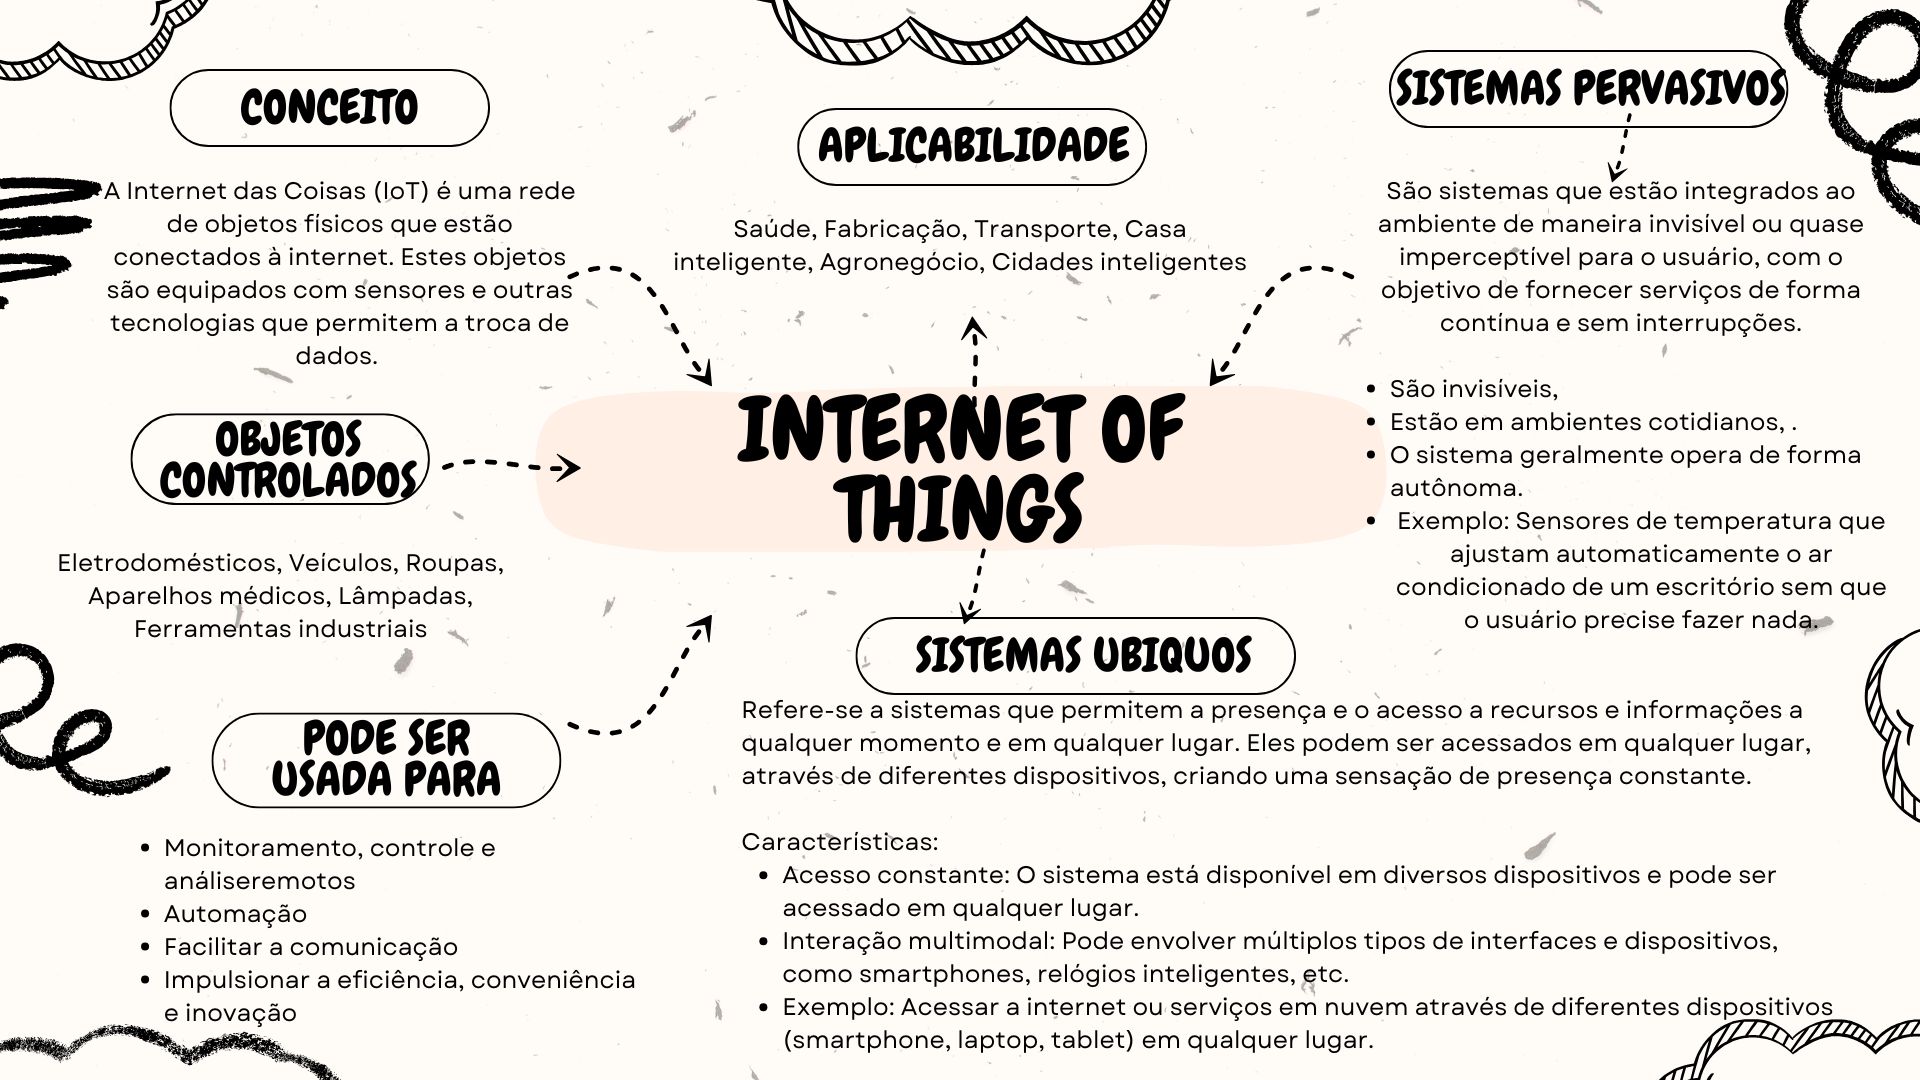 CONCEITO
A Internet das Coisas (IoT) é uma rede
de objetos físicos que estão
conectados à internet. Estes objetos
são equipados com sensores e outras
tecnologias que permitem a troca de
dados.
OBJETOS
CONTROLADOS
Eletrodomésticos, Veículos, Roupas,
Aparelhos médicos, Lâmpadas,
Ferramentas industriais
PODE SER
USADA PARA
• Monitoramento, controle e
análiseremotos
• Automação
• Facilitar a comunicação
• Impulsionar a eficiência, conveniência
e inovação
APLICABILIDADE
Saúde, Fabricação, Transporte, Casa
inteligente, Agronegócio, Cidades inteligentes
INTERNET OF
THINGS
SISTEMAS PERVASIVOS
São sistemas que estão integrados ao
ambiente de maneira invisível ou quase
imperceptível para o usuário, com o
objetivo de fornecer serviços de forma
contínua e sem interrupções.
• São invisíveis,
• Estão em ambientes cotidianos, .
• O sistema geralmente opera de forma
autônoma.
• Exemplo: Sensores de temperatura que
ajustam automaticamente o ar
condicionado de um escritório sem que
o usuário precise fazer nada.
SISTEMAS UBIQUOS
Refere-se a sistemas que permitem a presença e o acesso a recursos e informações a
qualquer momento e em qualquer lugar. Eles podem ser acessados em qualquer lugar,
através de diferentes dispositivos, criando uma sensação de presença constante.
Características:
• Acesso constante: O sistema está disponível em diversos dispositivos e pode ser
acessado em qualquer lugar.
• Interação multimodal: Pode envolver múltiplos tipos de interfaces e dispositivos,
como smartphones, relógios inteligentes, etc.
• Exemplo: Acessar a internet ou serviços em nuvem através de diferentes dispositivos
(smartphone, laptop, tablet) em qualquer lugar.